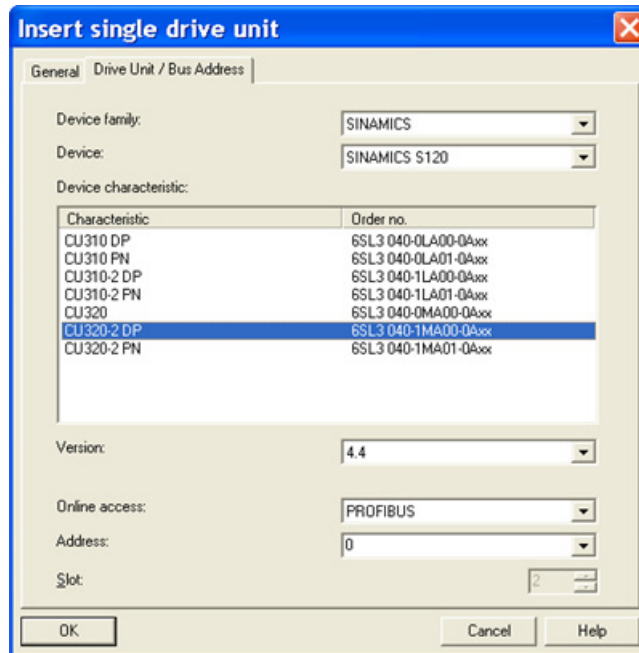 Insert single drive unit
General Drive Unit / Bus Address
Device family: SINAMICS
Device: SINAMICS S120
Device characteristic:
Characteristic Order no.
CU310 DP 6SL3 040-0LA00-0Axx
CU310 PN 6SL3 040-0LA01-0Axx
CU310-2 DP 6SL3 040-1LA00-0Axx
CU310-2 PN 6SL3 040-1LA01-0Axx
CU320 6SL3 040-0MA00-0Axx
CU320-2 DP 6SL3 040-1MA00-0Axx
CU320-2 PN 6SL3 040-1MA01-0Axx
Version: 4.4
Online access: PROFIBUS
Address: 0
Slot: 2
OK Cancel Help